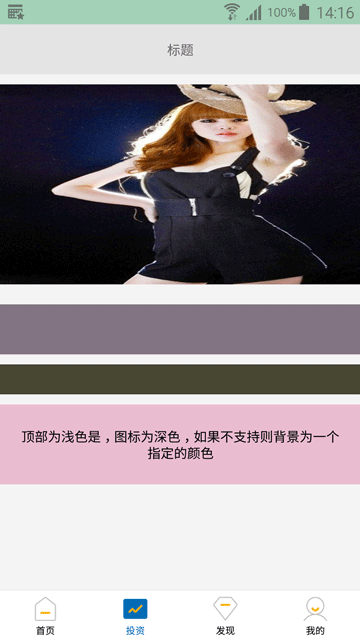 100% 14:16
标题
顶部为浅色是，图标为深色，如果不支持则背景为一个
指定的颜色
首页 投资 发现 我的